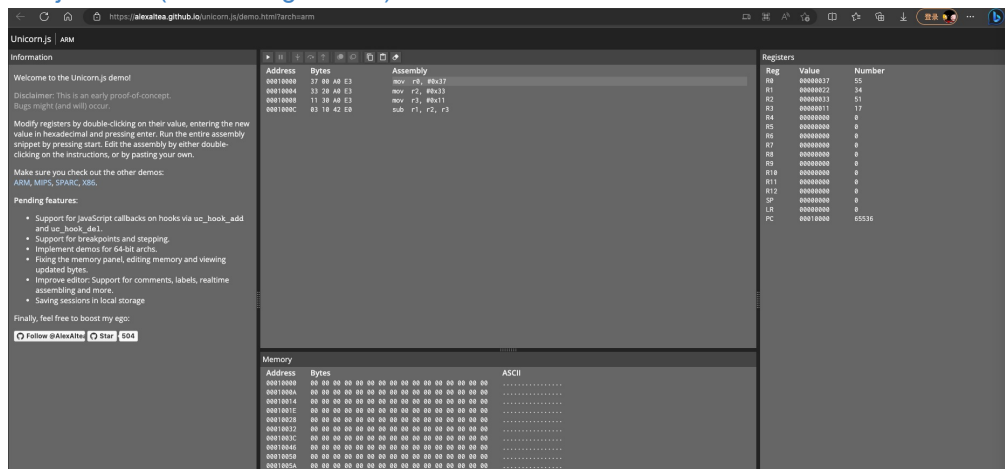 https://alexaltea.github.io/unicorn.js/demo.html?arch=arm
登录
Unicorn.js | ARM
Information
Welcome to the Unicorn.js demo!
Disclaimer: This is an early proof-of-concept.
Bugs might (and will) occur.
Modify registers by double-clicking on their value, entering the new
value in hexadecimal and pressing enter. Run the entire assembly
snippet by pressing start. Edit the assembly by either double-
clicking on the instructions, or by pasting your own.
Make sure you check out the other demos:
ARM, MIPS, SPARC, X86.
Pending features:
• Support for JavaScript callbacks on hooks via uc_hook_add
and uc_hook_del.
• Support for breakpoints and stepping.
• Implement demos for 64-bit archs.
• Fixing the memory panel, editing memory and viewing
updated bytes.
• Improve editor: Support for comments, labels, realtime
assembling and more.
• Saving sessions in local storage
Finally, feel free to boost my ego:
Follow @AlexAltea Star 504
Address Bytes Assembly
00010000 37 00 A0 E3 mov r0, #0x37
00010004 33 20 A0 E3 mov r2, #0x33
00010008 11 30 A0 E3 mov r3, #0x11
0001000C 03 10 42 E0 sub r1, r2, r3
Memory
Address Bytes ASCII
00010000 00 00 00 00 00 00 00 00 00 00 00 00 00 00 00 00 ................
0001000A 00 00 00 00 00 00 00 00 00 00 00 00 00 00 00 00 ................
00010014 00 00 00 00 00 00 00 00 00 00 00 00 00 00 00 00 ................
0001001E 00 00 00 00 00 00 00 00 00 00 00 00 00 00 00 00 ................
00010028 00 00 00 00 00 00 00 00 00 00 00 00 00 00 00 00 ................
00010032 00 00 00 00 00 00 00 00 00 00 00 00 00 00 00 00 ................
0001003C 00 00 00 00 00 00 00 00 00 00 00 00 00 00 00 00 ................
00010046 00 00 00 00 00 00 00 00 00 00 00 00 00 00 00 00 ................
00010050 00 00 00 00 00 00 00 00 00 00 00 00 00 00 00 00 ................
0001005A 00 00 00 00 00 00 00 00 00 00 00 00 00 00 00 00 ................
Registers
Reg Value Number
R0 00000037 55
R1 00000022 34
R2 00000033 51
R3 00000011 17
R4 00000000 0
R5 00000000 0
R6 00000000 0
R7 00000000 0
R8 00000000 0
R9 00000000 0
R10 00000000 0
R11 00000000 0
R12 00000000 0
SP 00000000 0
LR 00000000 0
PC 00010000 65536